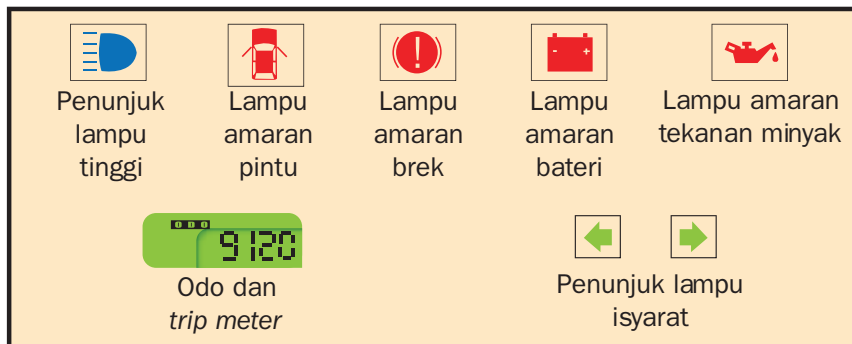 Penunjuk
lampu
tinggi
Lampu
amaran
pintu
Lampu
amaran
brek
Lampu
amaran
bateri
Lampu amaran
tekanan minyak
000
9120
Odo dan
trip meter
Penunjuk lampu
isyarat